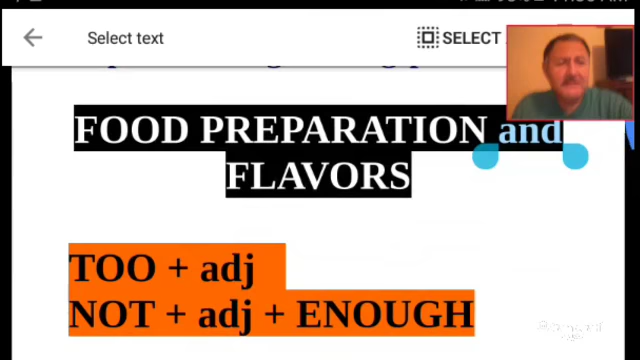 Select text
SELECT
FOOD PREPARATION and
FLAVORS
TOO + adj
NOT + adj + ENOUGH